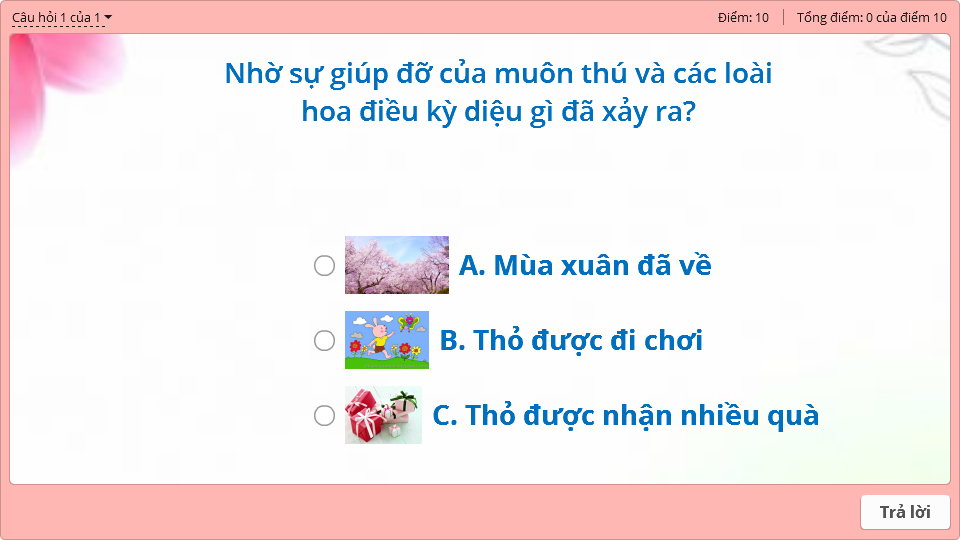 Câu hỏi 1 của 1
Điểm: 10
Tổng điểm: 0 của điểm 10
Nhờ sự giúp đỡ của muôn thú và các loài
hoa điều kỳ diệu gì đã xảy ra?
A. Mùa xuân đã về
B. Thỏ được đi chơi
C. Thỏ được nhận nhiều quà
Trả lời